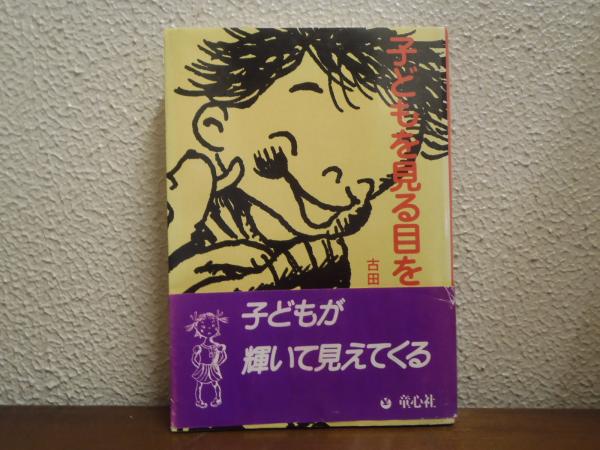 子どもを見る目を
古田
子どもが
輝いて見えてくる
童心社